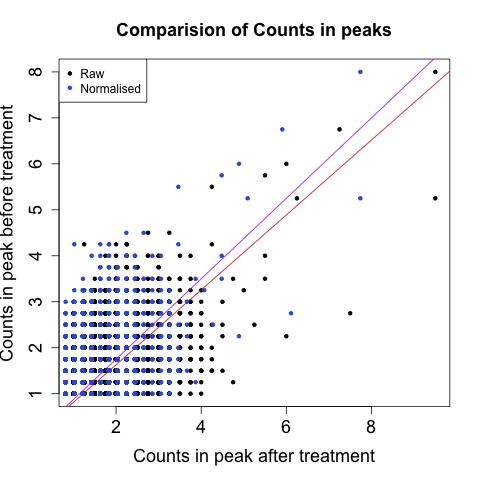 Comparision of Counts in peaks
Raw
Normalised
Counts in peak before treatment
8
7
6
5
4
3
2
1
2 4 6 8
Counts in peak after treatment